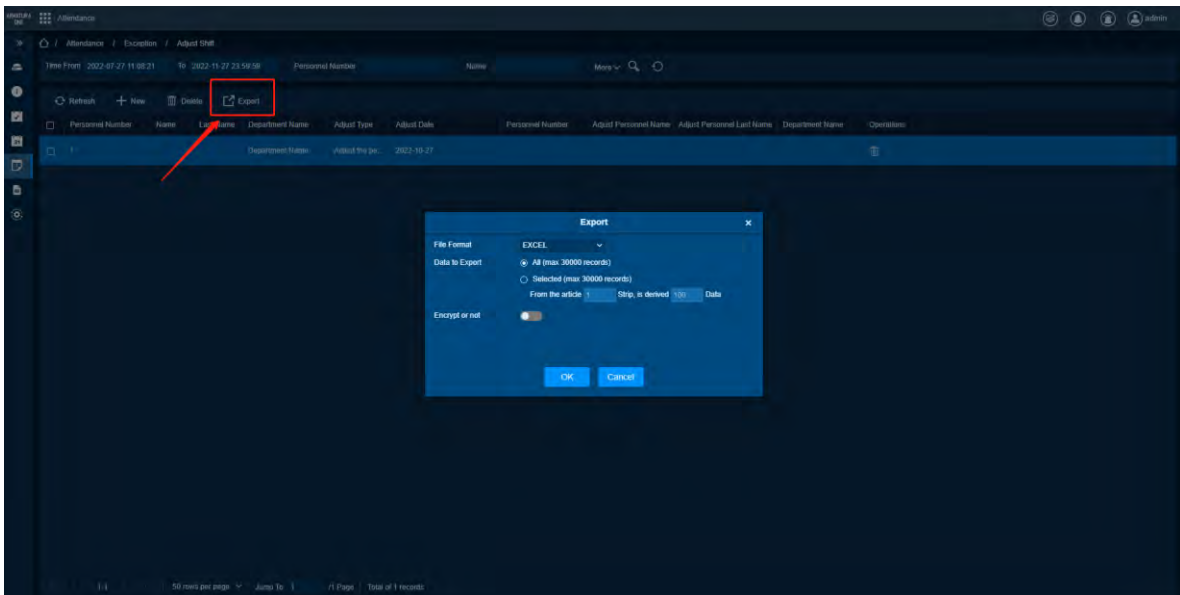 Attendance
admin
/ Attendance / Exception / Adjust Shift
Time From 2022-07-27 11:08:21 To 2022-11-27 23:59:59 Personnel Number Name More
Refresh New Delete Export
Personnel Number Name Last Name Department Name Adjust Type Adjust Date Personnel Number Adjust Personnel Name Adjust Personnel Last Name Department Name Operations
1 Department Name Adjust the pe... 2022-10-27
Export ×
File Format EXCEL
Data to Export All (max 30000 records)
Selected (max 30000 records)
From the article 1 Strip, is derived 100 Data
Encrypt or not
OK Cancel
1-1 50 rows per page Jump To 1 /1 Page Total of 1 records